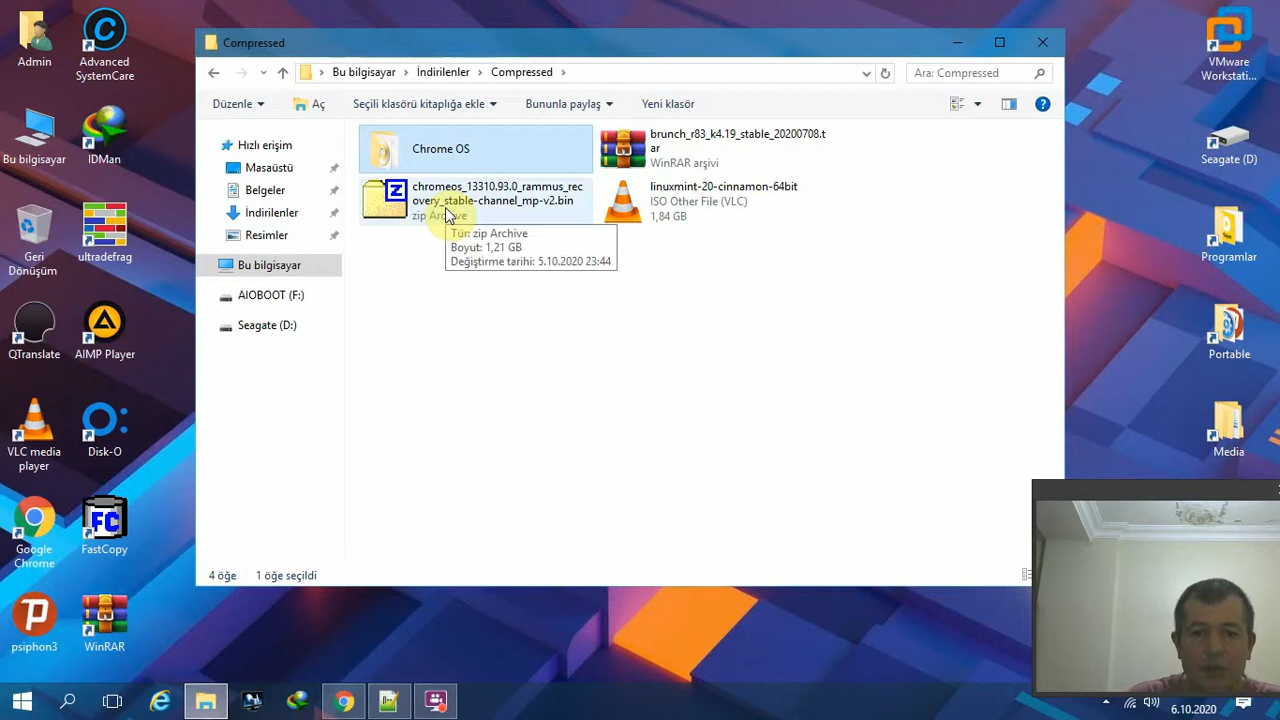 Admin
Advanced
SystemCare
Bu bilgisayar
IDMan
Geri
Dönüşüm
ultradefrag
QTranslate
AIMP Player
VLC media
player
Disk-O
Google
Chrome
FC
FastCopy
psiphon3
WinRAR
Compressed
Bu bilgisayar
İndirilenler
Compressed
Ara: Compressed
Düzenle
Aç
Seçili klasörü kitaplığa ekle
Bununla paylaş
Yeni klasör
Hızlı erişim
Masaüstü
Belgeler
İndirilenler
Resimler
Bu bilgisayar
AIOBOOT (F:)
Seagate (D:)
Chrome OS
Z
chromeos_13310.93.0_rammus_rec
overy_stable-channel_mp-v2.bin
zip Archive
brunch_r83_k4.19_stable_20200708.t
ar
WinRAR arşivi
linuxmint-20-cinnamon-64bit
ISO Other File (VLC)
1,84 GB
Tür: zip Archive
Boyut: 1,21 GB
Değiştirme tarihi: 5.10.2020 23:44
4 öğe
1 öğe seçildi
VMware
Workstati...
Seagate (D)
Programlar
Portable
Media
6.10.2020